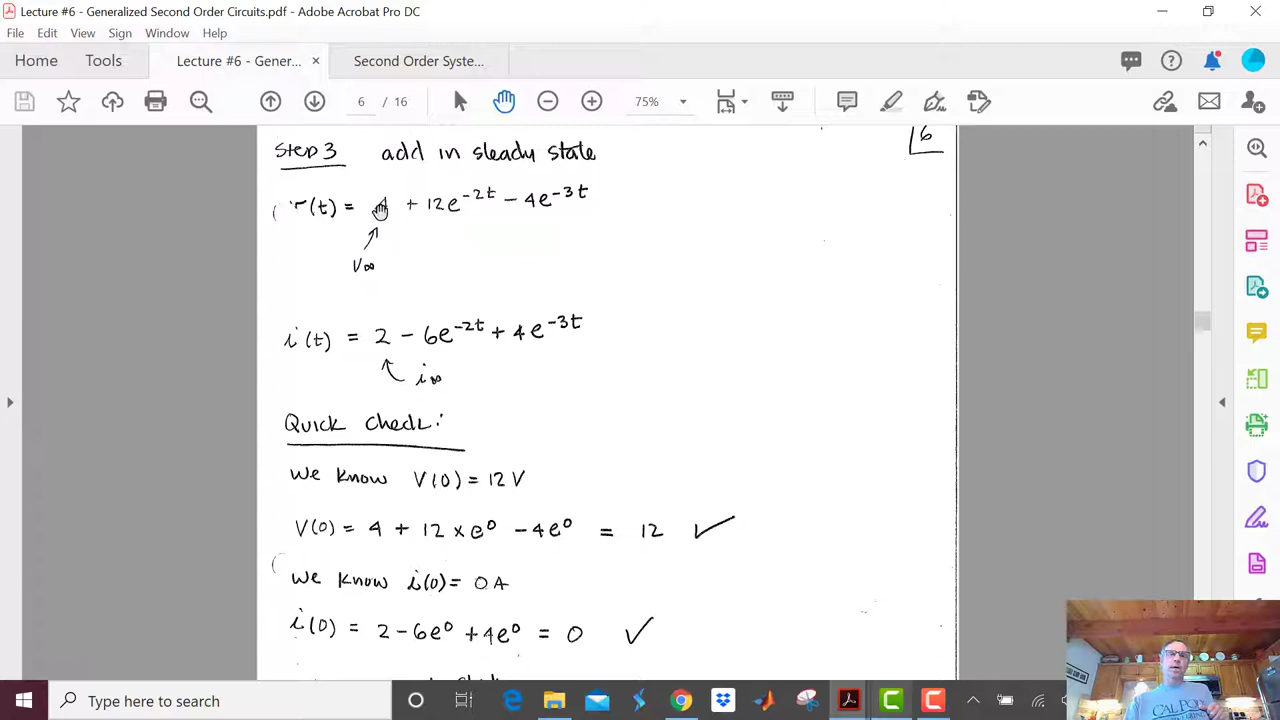 Lecture #6 - Generalized Second Order Circuits.pdf - Adobe Acrobat Pro DC
File Edit View Sign Window Help
Home Tools Lecture #6 - Gener... × Second Order Syste...
6 / 16 75%
6
Step 3 add in steady state
(t) = 4 + 12e^-2t - 4e^-3t
V∞
i(t) = 2 - 6e^-2t + 4e^-3t
i∞
Quick Check:
We know V(0) = 12 V
V(0) = 4 + 12 × e^0 - 4e^0 = 12 ✓
We know i(0) = 0 A
i(0) = 2 - 6e^0 + 4e^0 = 0 ✓
CAL PO
Type here to search